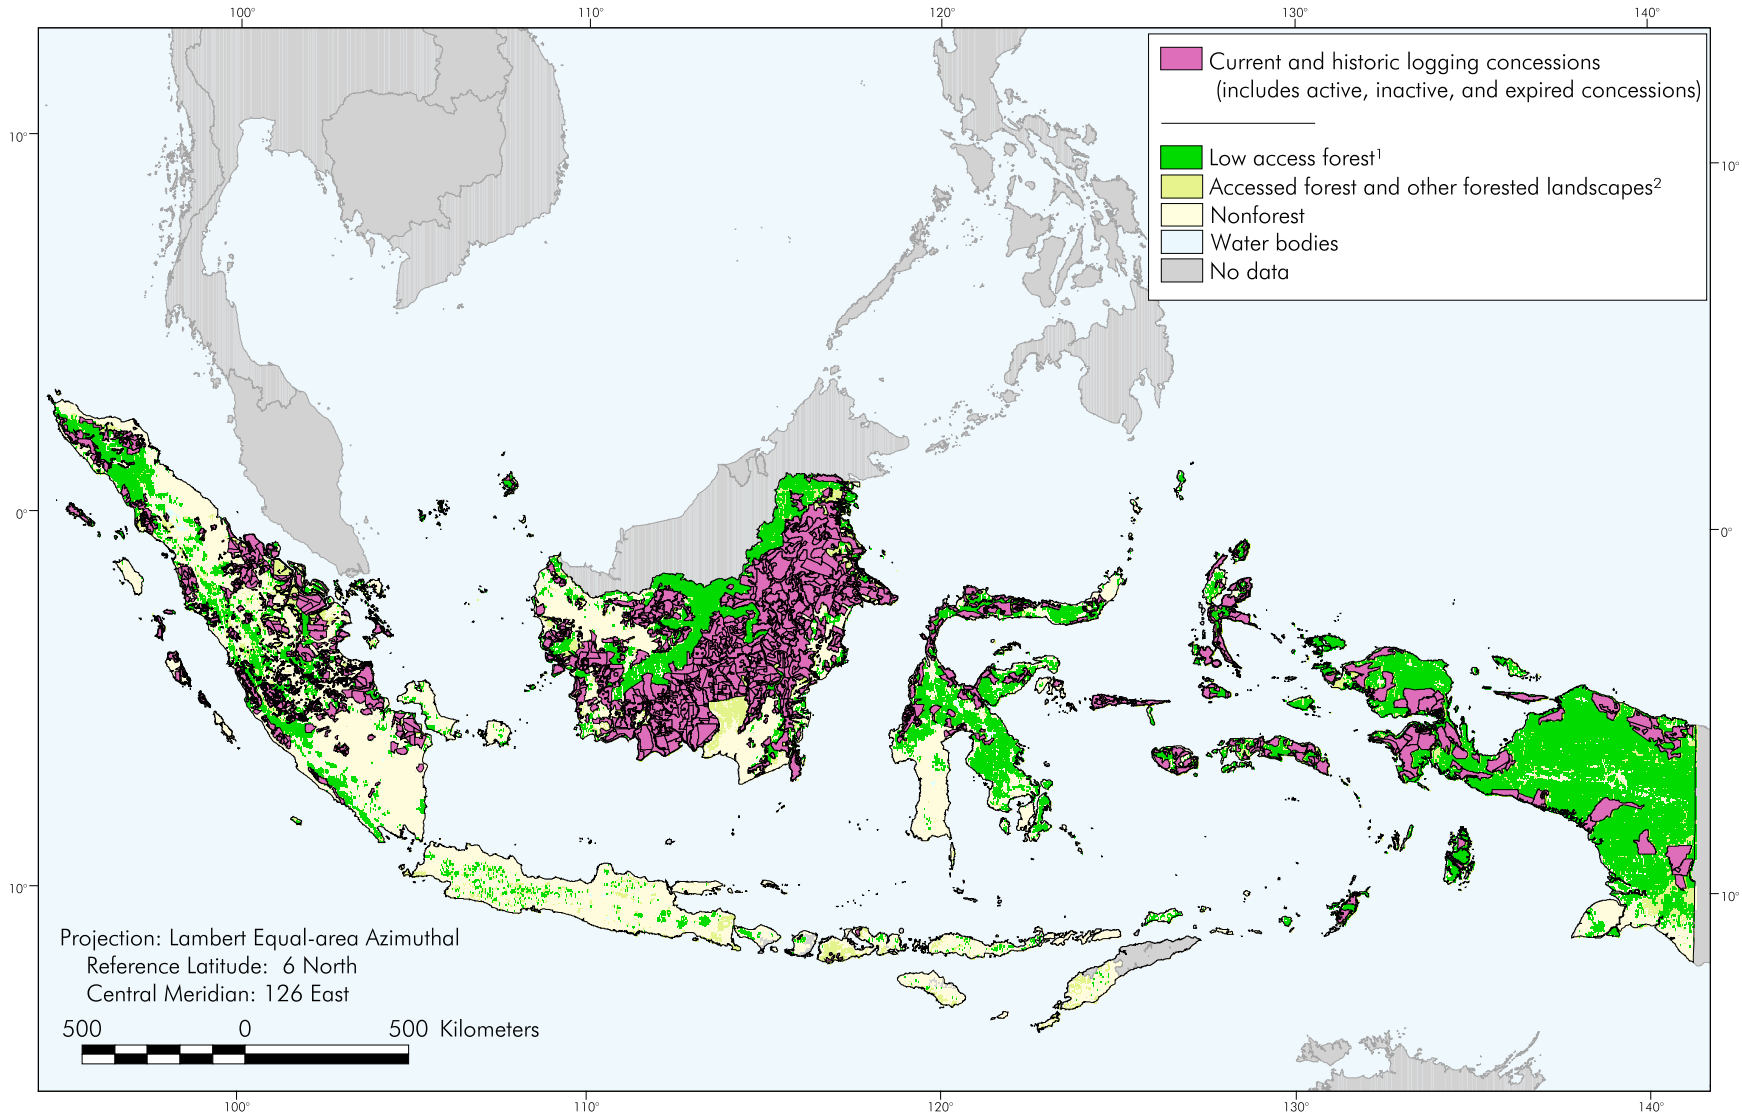 100° 110° 120° 130° 140°
Current and historic logging concessions
(includes active, inactive, and expired concessions)
Low access forest¹
Accessed forest and other forested landscapes²
Nonforest
Water bodies
No data
10° 10°
0° 0°
10° 10°
Projection: Lambert Equal-area Azimuthal
Reference Latitude: 6 North
Central Meridian: 126 East
500 0 500 Kilometers
100° 110° 120° 130° 140°